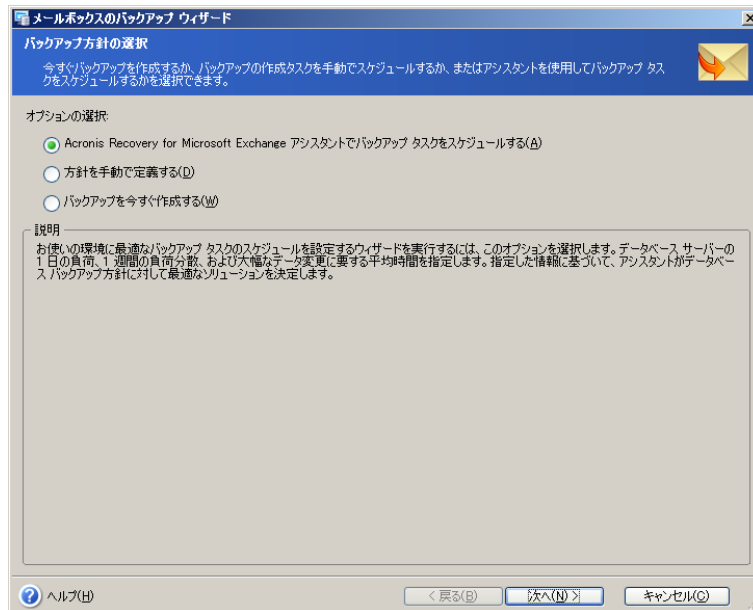 メールボックスのバックアップ ウィザード
バックアップ方針の選択
今すぐバックアップを作成するか、バックアップの作成タスクを手動でスケジュールするか、またはアシスタントを使用してバックアップ タス
クをスケジュールするかを選択できます。
オプションの選択:
Acronis Recovery for Microsoft Exchange アシスタントでバックアップ タスクをスケジュールする(A)
方針を手動で定義する(D)
バックアップを今すぐ作成する(W)
説明
お使いの環境に最適なバックアップ タスクのスケジュールを設定するウィザードを実行するには、このオプションを選択します。データベース サーバーの
1 日の負荷、1 週間の負荷分散、および大幅なデータ変更に要する平均時間を指定します。指定した情報に基づいて、アシスタントがデータベー
ス バックアップ方針に対して最適なソリューションを決定します。
ヘルプ(H)
< 戻る(B)
次へ(N) >
キャンセル(C)